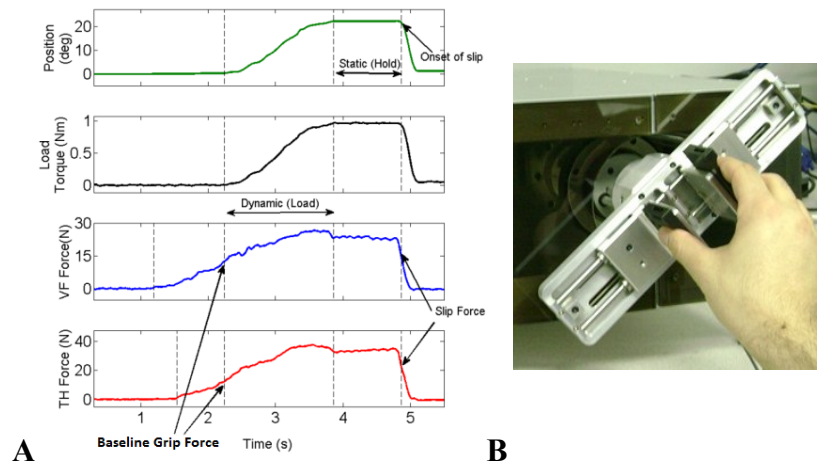 20
10
0
Position
(deg)
Onset of slip
Static (Hold)
1
0.5
0
Load
Torque (Nm)
Dynamic (Load)
30
15
0
VF Force(N)
Slip Force
40
20
0
TH Force (N)
1
2
3
4
5
Baseline Grip Force
Time (s)
A
B